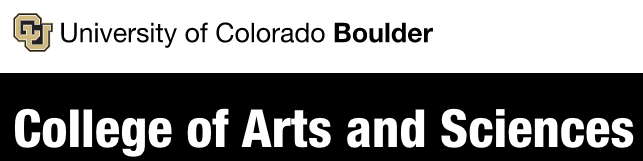 University of Colorado Boulder
College of Arts and Sciences